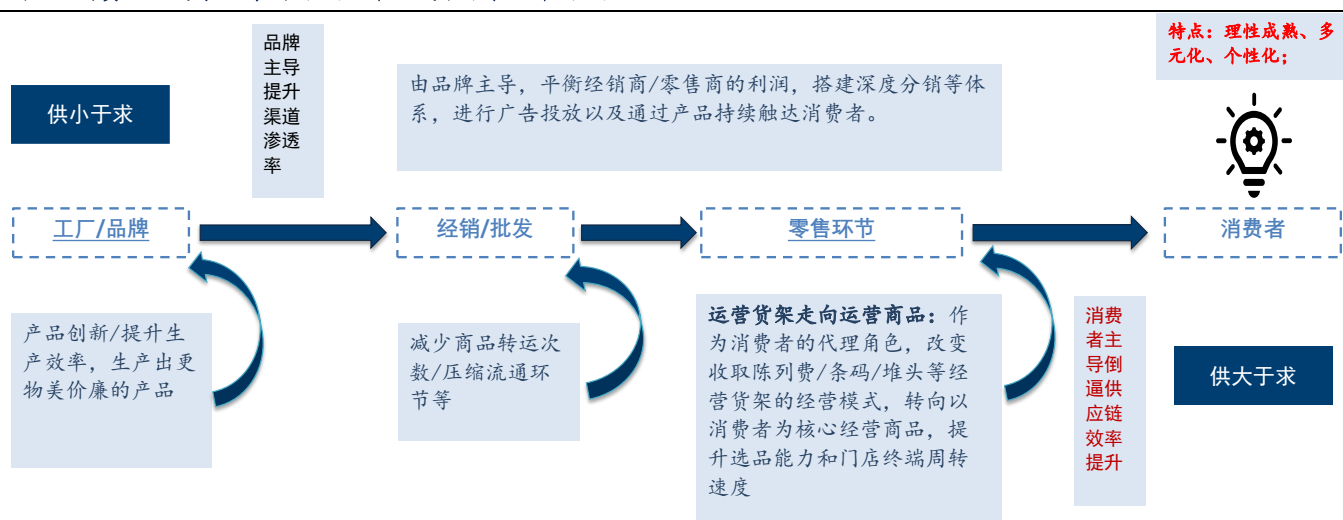 品牌
主导
提升
渠道
渗透
率
特点：理性成熟、多
元化、个性化；
供小于求
由品牌主导，平衡经销商/零售商的利润，搭建深度分销等体
系，进行广告投放以及通过产品持续触达消费者。
工厂/品牌
经销/批发
零售环节
消费者
产品创新/提升生
产效率，生产出更
物美价廉的产品
减少商品转运次
数/压缩流通环
节等
运营货架走向运营商品：作
为消费者的代理角色，改变
收取陈列费/条码/堆头等经
营货架的经营模式，转向以
消费者为核心经营商品，提
升选品能力和门店终端周转
速度
消费
者主
导倒
逼供
应链
效率
提升
供大于求